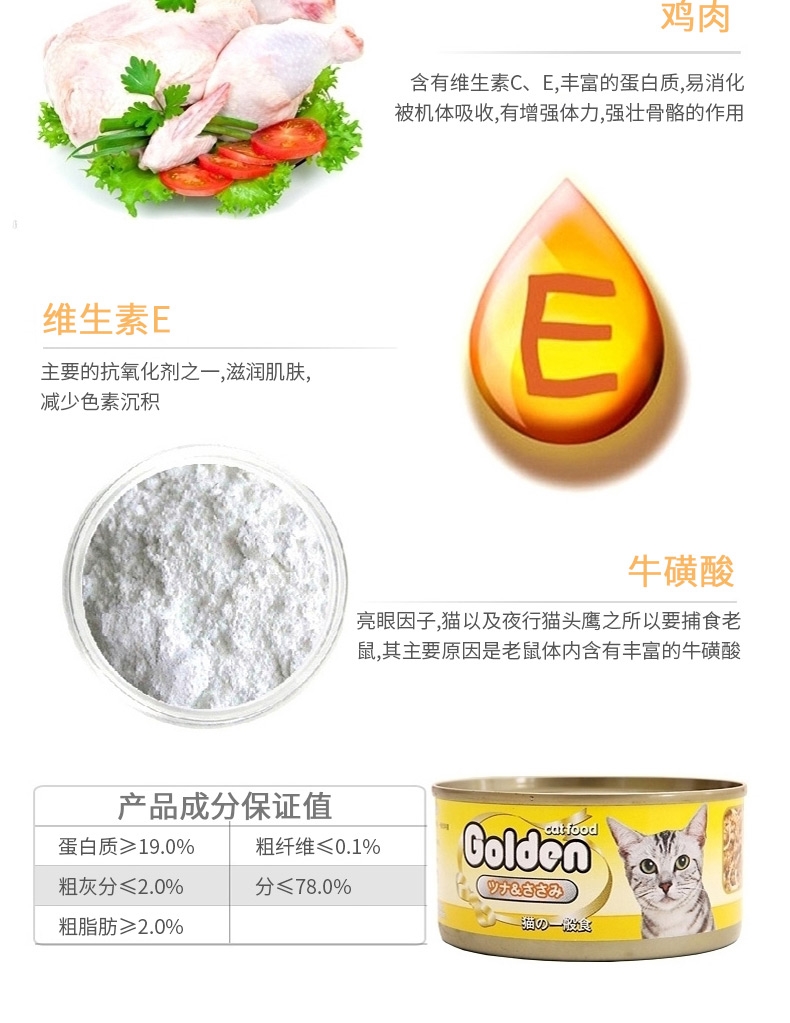 鸡肉
含有维生素C、E,丰富的蛋白质,易消化
被机体吸收,有增强体力,强壮骨骼的作用
E
维生素E
主要的抗氧化剂之一,滋润肌肤,
减少色素沉积
牛磺酸
亮眼因子,猫以及夜行猫头鹰之所以要捕食老
鼠,其主要原因是老鼠体内含有丰富的牛磺酸
产品成分保证值
蛋白质≥19.0% 粗纤维≤0.1%
粗灰分≤2.0% 分≤78.0%
粗脂肪≥2.0%
cat food
Golden
ツナ&ささみ
猫の一般食